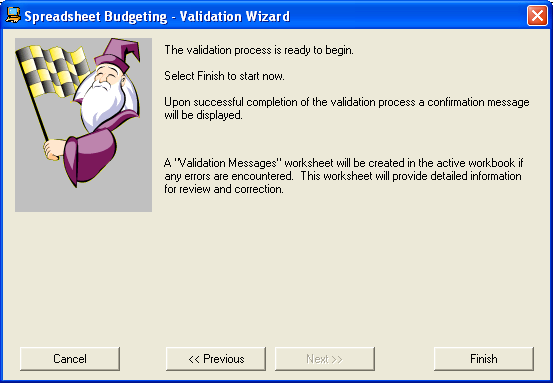 Spreadsheet Budgeting - Validation Wizard
The validation process is ready to begin.
Select Finish to start now.
Upon successful completion of the validation process a confirmation message
will be displayed.
A "Validation Messages" worksheet will be created in the active workbook if
any errors are encountered.  This worksheet will provide detailed information
for review and correction.
Cancel
<< Previous
Next >>
Finish